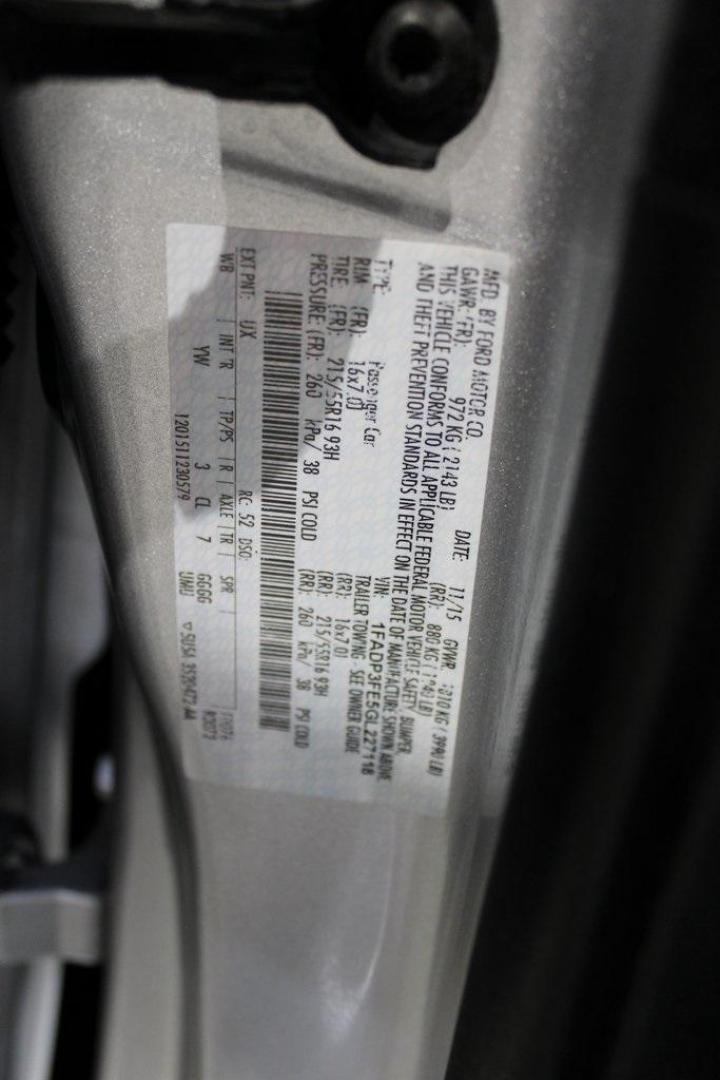 MFD. BY FORD MOTOR CO.
DATE: 11/15 GVWR: 1810 KG ( 3990 LB)
GAWR (FR): 972 KG ( 2143 LB) (RR): 880 KG ( LB)
THIS VEHICLE CONFORMS TO ALL APPLICABLE FEDERAL MOTOR VEHICLE SAFETY, BUMPER,
AND THEFT PREVENTION STANDARDS IN EFFECT ON THE DATE OF MANUFACTURE SHOWN ABOVE.
VIN: 1FADP3FE5GL227118
TYPE: Passenger Car TRAILER TOWING - SEE OWNER GUIDE
RIM (FR): 16x7.0J (RR): 16x7.0J
TIRE (FR): 215/55R16 93H (RR): 215/55R16 93H
PRESSURE (FR): 260 kPa/ 38 PSI COLD (RR): 260 kPa/ 38 PSI COLD
EXT PNT: UX RC: 52 DSO:
WB | INT TR | TP/PS | R | AXLE | TR | SPR
YW 3 CL 7 GGGG
1201511230579 UMU